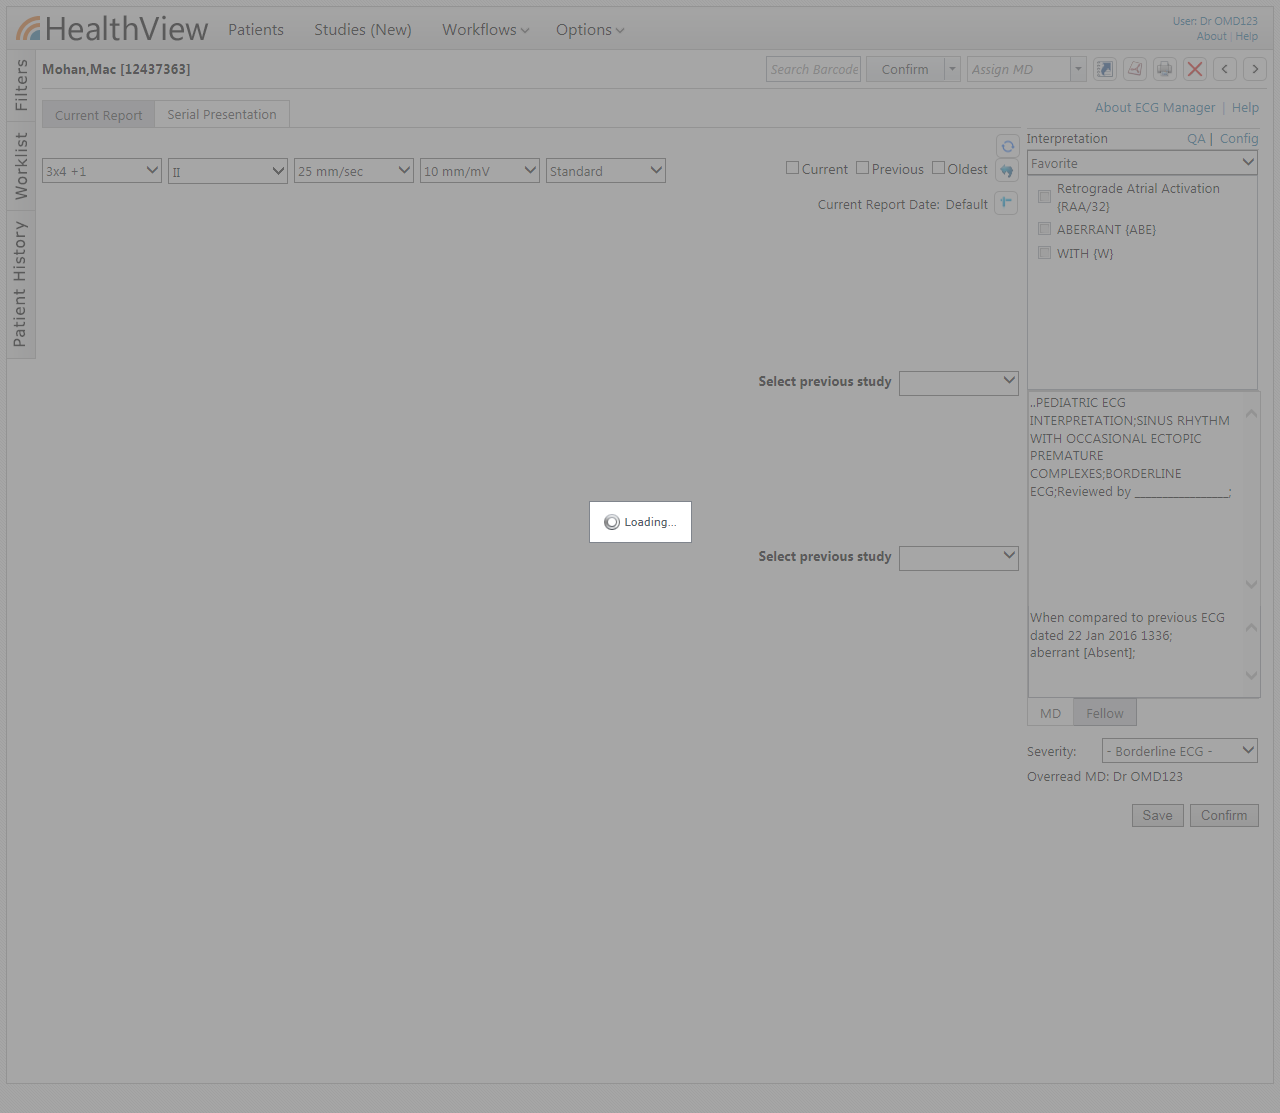 HealthView
Patients Studies (New) Workflows Options
User: Dr OMD123
About | Help
Filters
Worklist
Patient History
Mohan,Mac [12437363]
Search Barcode Confirm Assign MD
Current Report Serial Presentation
About ECG Manager | Help
3x4 +1 II 25 mm/sec 10 mm/mV Standard
Current Previous Oldest
Current Report Date: Default
Interpretation QA | Config
Favorite
Retrograde Atrial Activation
{RAA/32}
ABERRANT {ABE}
WITH {W}
Select previous study
..PEDIATRIC ECG
INTERPRETATION;SINUS RHYTHM
WITH OCCASIONAL ECTOPIC
PREMATURE
COMPLEXES;BORDERLINE
ECG;Reviewed by _________________;
Loading...
Select previous study
When compared to previous ECG
dated 22 Jan 2016 1336;
aberrant [Absent];
MD Fellow
Severity: - Borderline ECG -
Overread MD: Dr OMD123
Save Confirm